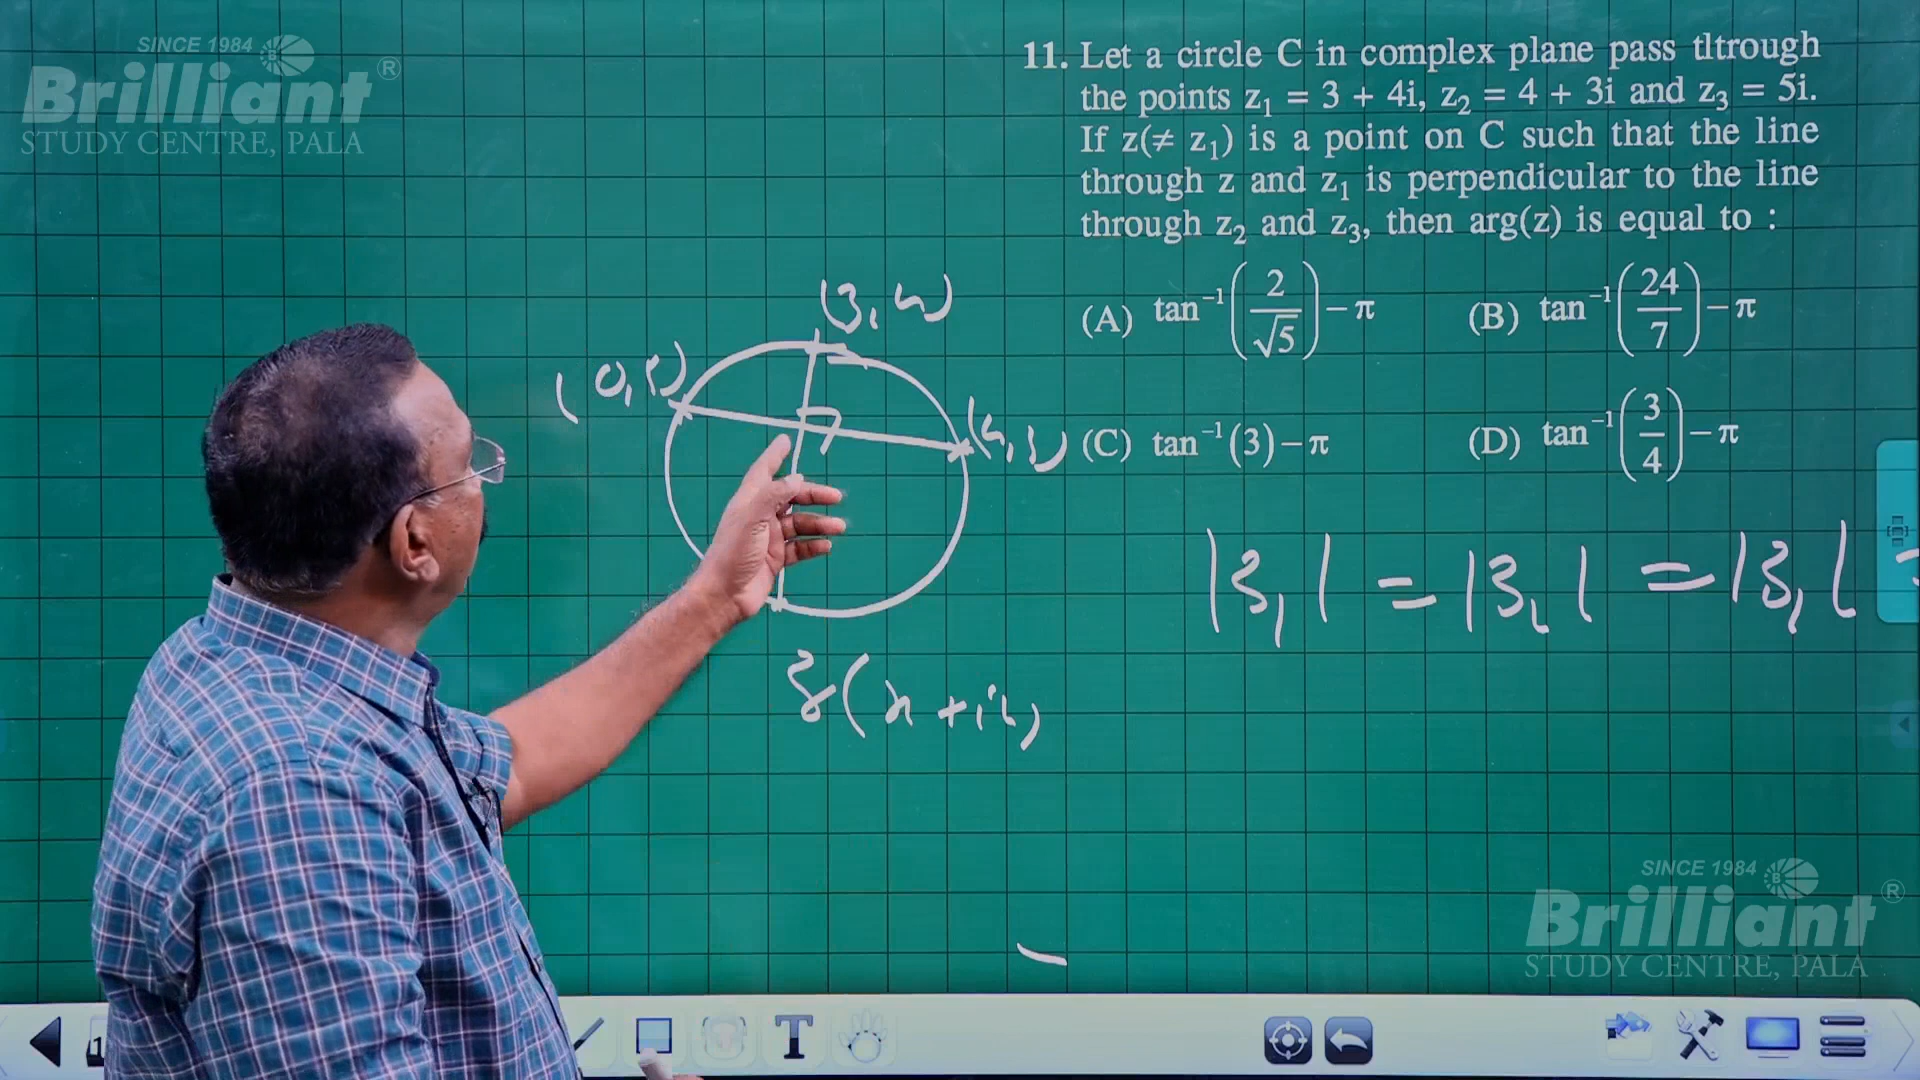 SINCE 1984
Brilliant®
STUDY CENTRE, PALA
11. Let a circle C in complex plane pass tltrough
the points z₁ = 3 + 4i, z₂ = 4 + 3i and z₃ = 5i.
If z(≠ z₁) is a point on C such that the line
through z and z₁ is perpendicular to the line
through z₂ and z₃, then arg(z) is equal to :
(A) tan⁻¹(2/√5) − π (B) tan⁻¹(24/7) − π
(C) tan⁻¹(3) − π (D) tan⁻¹(3/4) − π
(3, 4)
(0, 5)
(4, 3)
z(x + iy)
SINCE 1984
Brilliant®
STUDY CENTRE, PALA
1
T